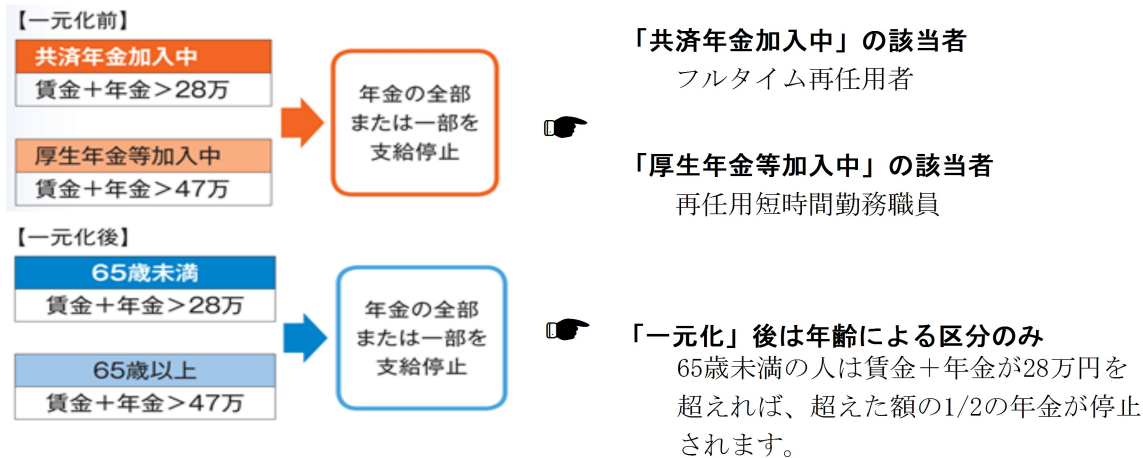 【一元化前】
共済年金加入中
賃金＋年金＞28万
厚生年金等加入中
賃金＋年金＞47万
年金の全部
または一部を
支給停止
「共済年金加入中」の該当者
フルタイム再任用者
「厚生年金等加入中」の該当者
再任用短時間勤務職員
【一元化後】
65歳未満
賃金＋年金＞28万
65歳以上
賃金＋年金＞47万
年金の全部
または一部を
支給停止
「一元化」後は年齢による区分のみ
65歳未満の人は賃金＋年金が28万円を
超えれば、超えた額の1/2の年金が停止
されます。